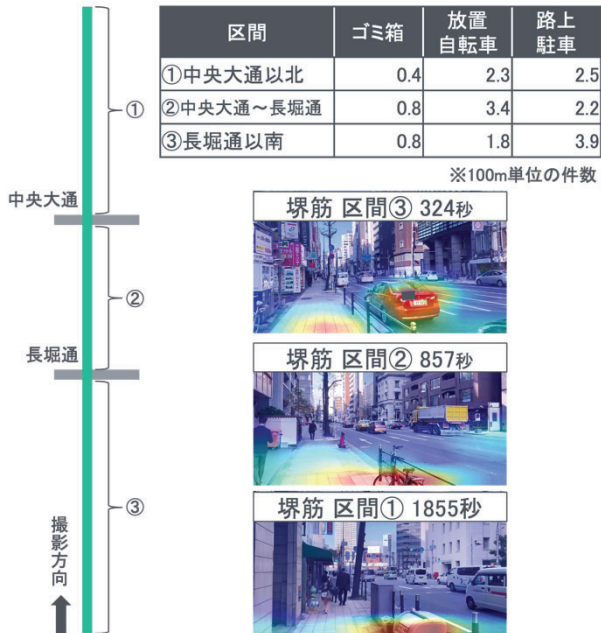 区間 ゴミ箱 放置自転車 路上駐車
①中央大通以北 0.4 2.3 2.5
②中央大通～長堀通 0.8 3.4 2.2
③長堀通以南 0.8 1.8 3.9
※100m単位の件数
①
中央大通
②
長堀通
③
撮影方向
堺筋 区間③ 324秒
堺筋 区間② 857秒
堺筋 区間① 1855秒